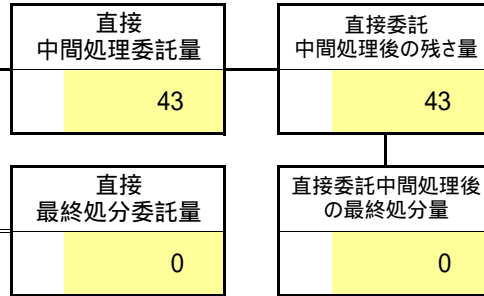 直接
中間処理委託量
43
直接委託
中間処理後の残さ量
43
直接
最終処分委託量
0
直接委託中間処理後
の最終処分量
0